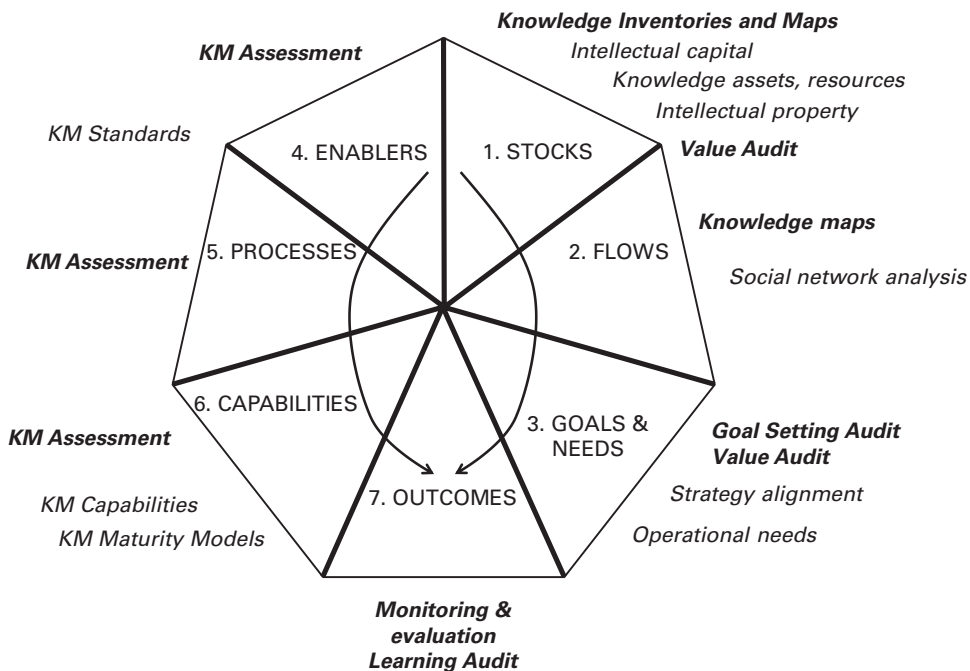 Knowledge Inventories and Maps
Intellectual capital
Knowledge assets, resources
Intellectual property
Value Audit
KM Assessment
KM Standards
4. ENABLERS
1. STOCKS
Knowledge maps
Social network analysis
5. PROCESSES
2. FLOWS
KM Assessment
6. CAPABILITIES
3. GOALS &
NEEDS
7. OUTCOMES
KM Assessment
KM Capabilities
KM Maturity Models
Goal Setting Audit
Value Audit
Strategy alignment
Operational needs
Monitoring &
evaluation
Learning Audit